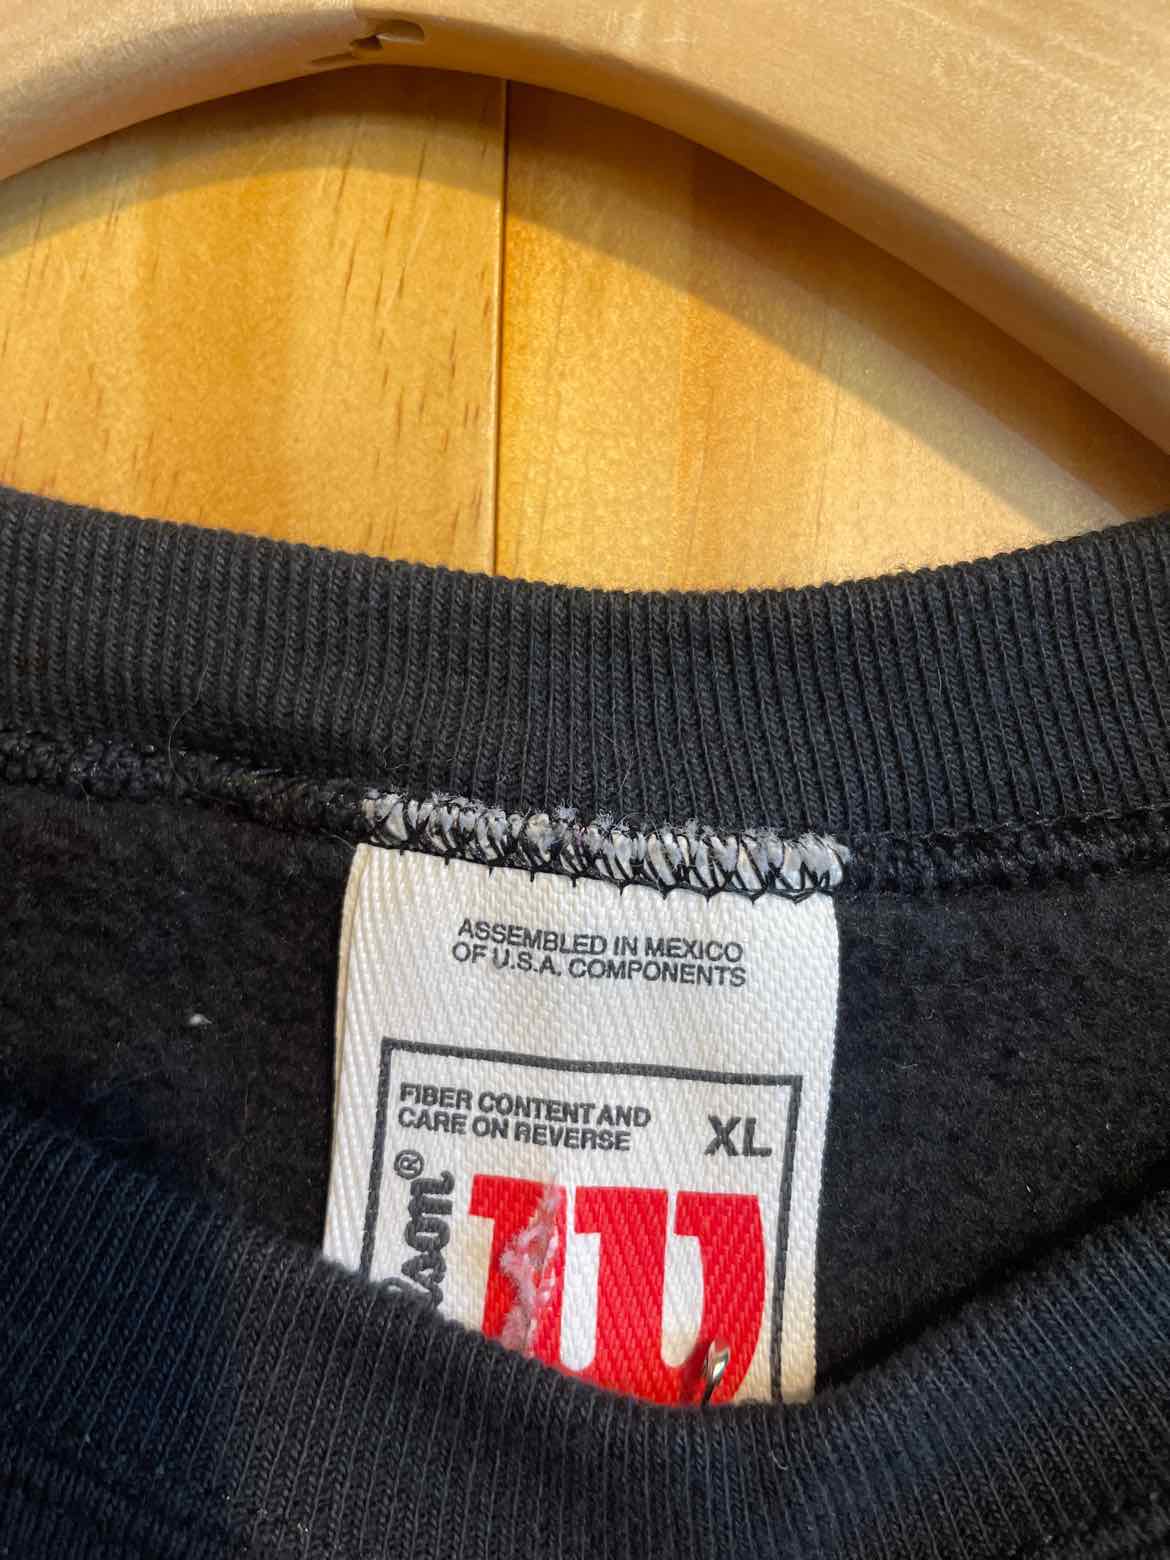 ASSEMBLED IN MEXICO
OF U.S.A. COMPONENTS
FIBER CONTENT AND
CARE ON REVERSE
XL
W